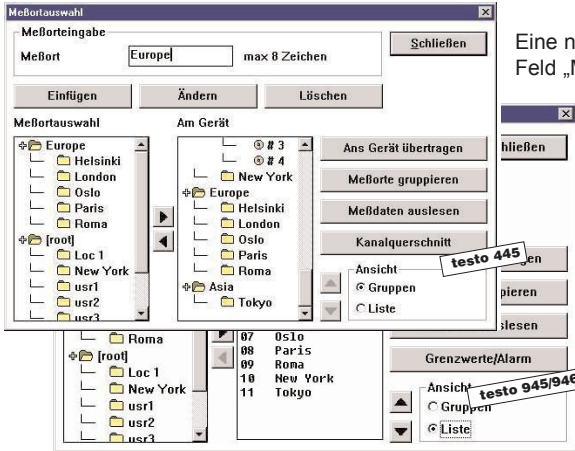 Meßortauswahl
Meßorteingabe
Meßort Europe max 8 Zeichen
Schließen
Einfügen Ändern Löschen
Meßortauswahl
Europe
Helsinki
London
Oslo
Paris
Roma
[root]
Loc 1
New York
usr1
usr2
usr3
Am Gerät
# 3
# 4
New York
Europe
Helsinki
London
Oslo
Paris
Roma
Asia
Tokyo
Ans Gerät übertragen
Meßorte gruppieren
Meßdaten auslesen
Kanalquerschnitt
Ansicht
Gruppen
Liste
testo 445
Eine n
Feld „M
hließen
en
pieren
slesen
Roma
[root]
Loc 1
New York
usr1
usr2
usr3
07 Oslo
08 Paris
09 Roma
10 New York
11 Tokyo
Grenzwerte/Alarm
Ansicht
Gruppen
Liste
testo 945/946